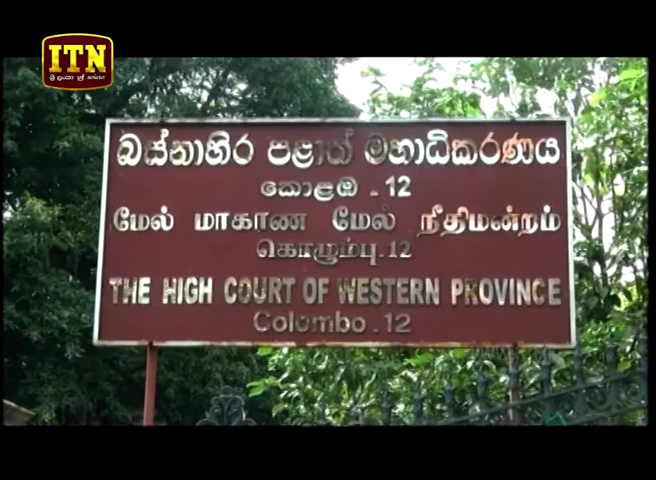 ITN
බස්නාහිර පළාත් මහාධිකරණය
කොළඹ - 12
மேல் மாகாண மேல் நீதிமன்றம்
கொழும்பு.12
THE HIGH COURT OF WESTERN PROVINCE
Colombo . 12